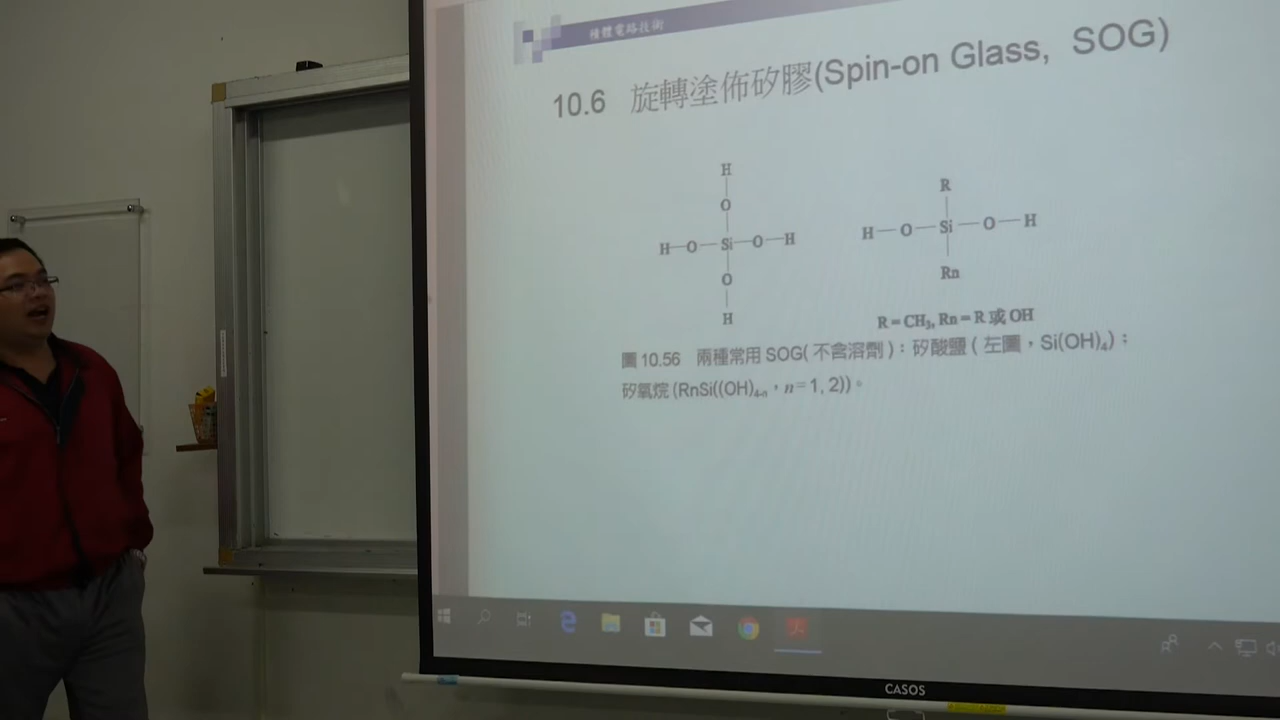 積體電路技術
10.6 旋轉塗佈矽膠(Spin-on Glass, SOG)
H
O
H—O—Si—O—H
O
H
R
H—O—Si—O—H
Rn
R=CH₃, Rn=R 或 OH
圖 10.56 兩種常用 SOG(不含溶劑):矽酸鹽(左圖,Si(OH)₄);
矽氧烷 (RnSi((OH)₄₋ₙ,n=1, 2))。
CASOS